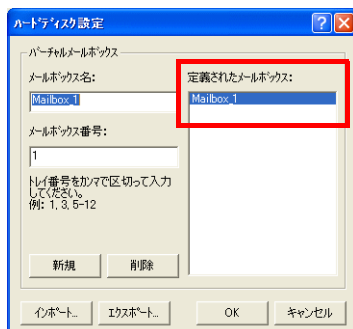 ﾊｰﾄﾞﾃﾞｨｽｸ設定
ﾊﾞｰﾁｬﾙﾒｰﾙﾎﾞｯｸｽ
ﾒｰﾙﾎﾞｯｸｽ名:
Mailbox_1
ﾒｰﾙﾎﾞｯｸｽ番号:
1
ﾄﾚｲ番号をｶﾝﾏで区切って入力
してください。
例: 1, 3, 5-12
新規
削除
定義されたﾒｰﾙﾎﾞｯｸｽ:
Mailbox_1
ｲﾝﾎﾟｰﾄ...
ｴｸｽﾎﾟｰﾄ...
OK
ｷｬﾝｾﾙ